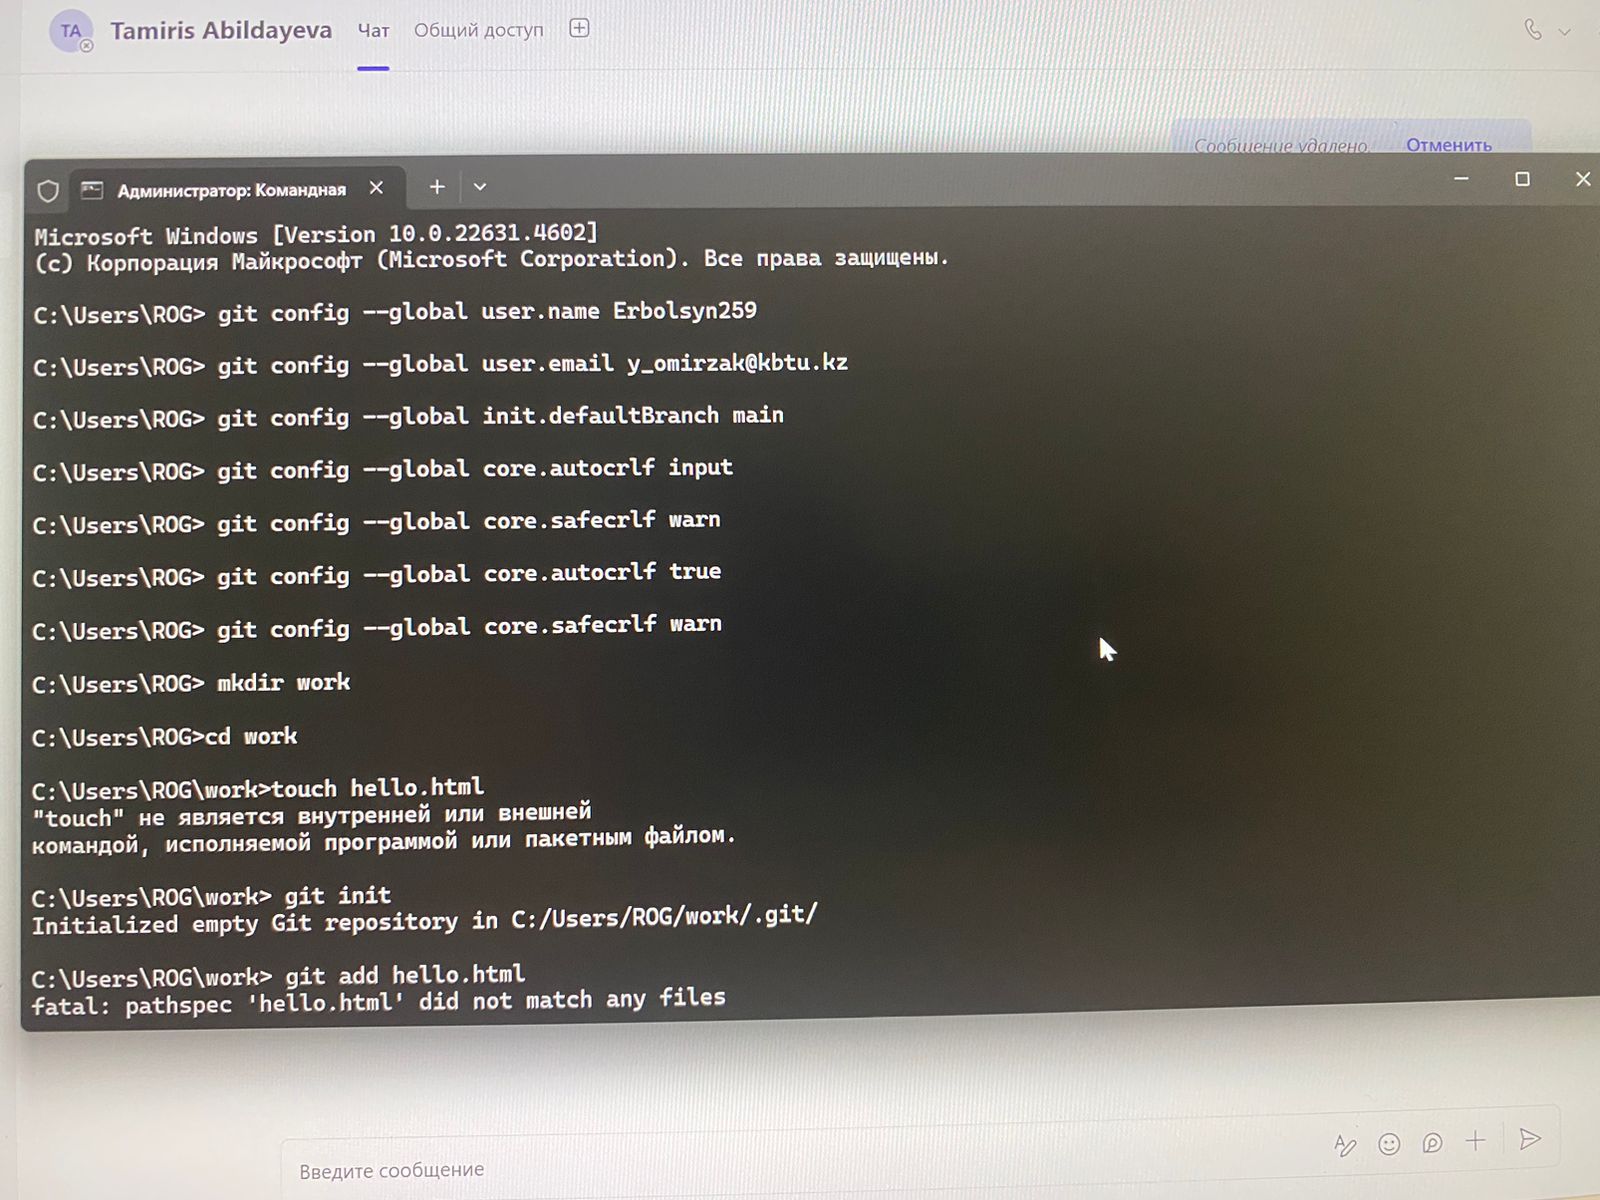 TA
Tamiris Abildayeva
Чат
Общий доступ
Сообщение удалено.
Отменить
Администратор: Командная
Microsoft Windows [Version 10.0.22631.4602]
(c) Корпорация Майкрософт (Microsoft Corporation). Все права защищены.
C:\Users\ROG> git config --global user.name Erbolsyn259
C:\Users\ROG> git config --global user.email y_omirzak@kbtu.kz
C:\Users\ROG> git config --global init.defaultBranch main
C:\Users\ROG> git config --global core.autocrlf input
C:\Users\ROG> git config --global core.safecrlf warn
C:\Users\ROG> git config --global core.autocrlf true
C:\Users\ROG> git config --global core.safecrlf warn
C:\Users\ROG> mkdir work
C:\Users\ROG>cd work
C:\Users\ROG\work>touch hello.html
"touch" не является внутренней или внешней
командой, исполняемой программой или пакетным файлом.
C:\Users\ROG\work> git init
Initialized empty Git repository in C:/Users/ROG/work/.git/
C:\Users\ROG\work> git add hello.html
fatal: pathspec 'hello.html' did not match any files
Введите сообщение